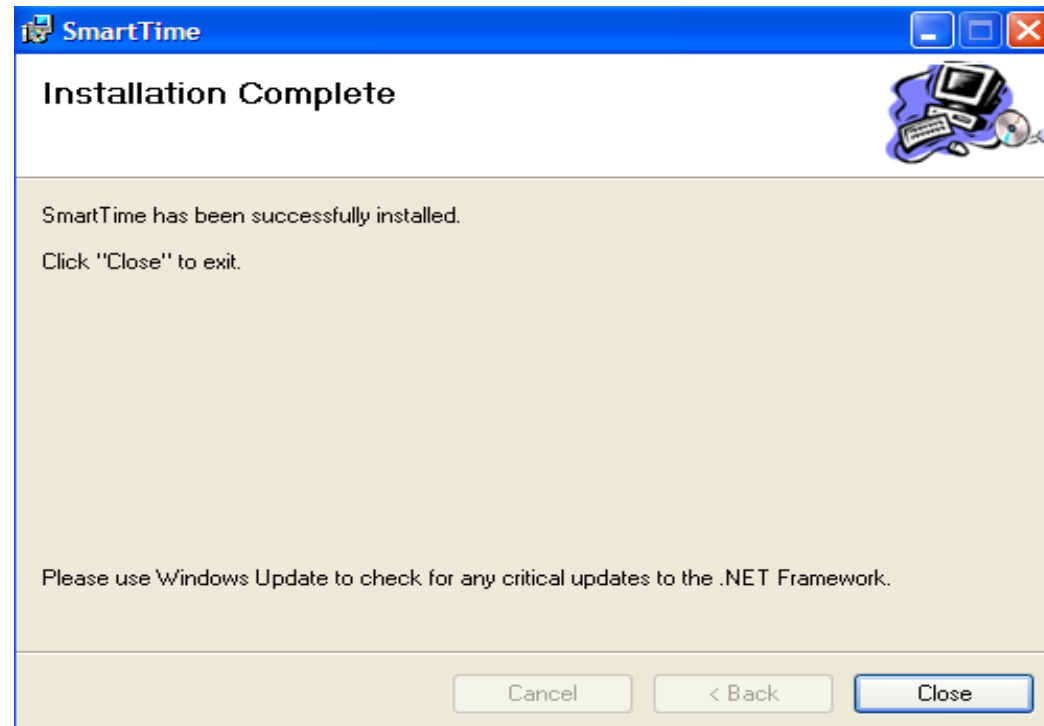 SmartTime
Installation Complete
SmartTime has been successfully installed.
Click "Close" to exit.
Please use Windows Update to check for any critical updates to the .NET Framework.
Cancel
< Back
Close